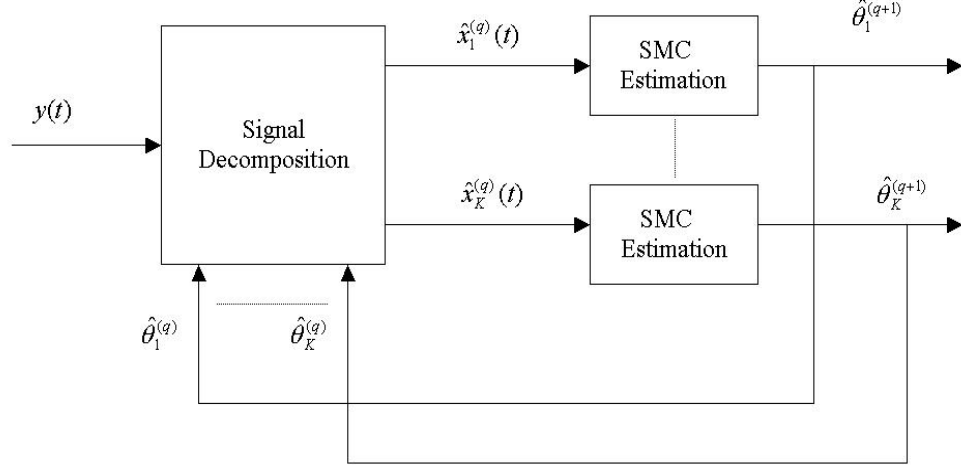 y(t)
Signal
Decomposition
x̂₁⁽q⁾(t)
SMC
Estimation
θ̂₁⁽q+1⁾
x̂_K⁽q⁾(t)
SMC
Estimation
θ̂_K⁽q+1⁾
θ̂₁⁽q⁾
θ̂_K⁽q⁾